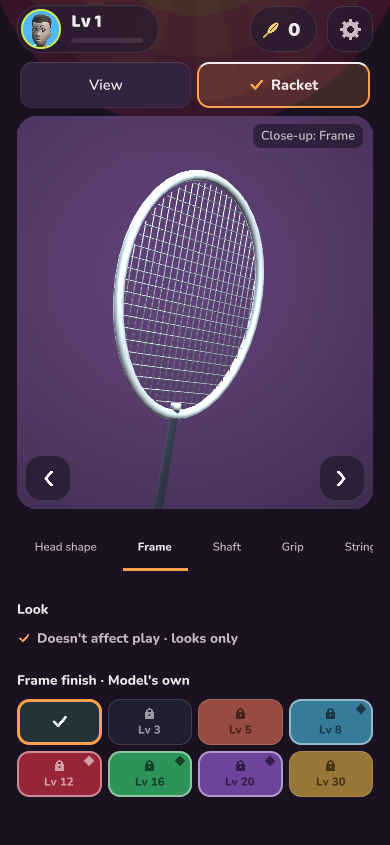 Lv 1
0
View
Racket
Close-up: Frame
Head shape
Frame
Shaft
Grip
String
Look
Doesn't affect play · looks only
Frame finish · Model's own
Lv 3
Lv 5
Lv 8
Lv 12
Lv 16
Lv 20
Lv 30